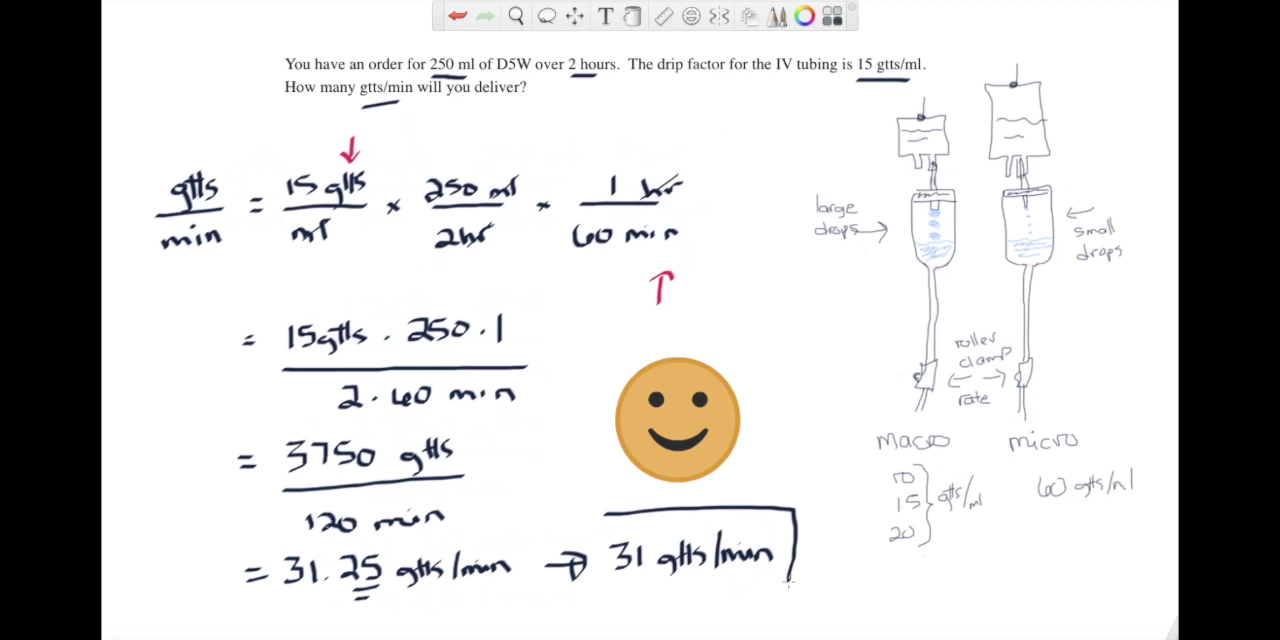 You have an order for 250 ml of D5W over 2 hours. The drip factor for the IV tubing is 15 gtts/ml.
How many gtts/min will you deliver?
gtts
min
=
15 gtts
ml
×
250 ml
2hr
×
1 hr
60 min
= 15gtts . 250 . 1
2 . 60 min
= 3750 gtts
120 min
= 31.25 gtts/min → 31 gtts/min
large
drops
small
drops
roller
clamp
rate
macro
10
15
20
gtts/ml
micro
60 gtts/ml
T